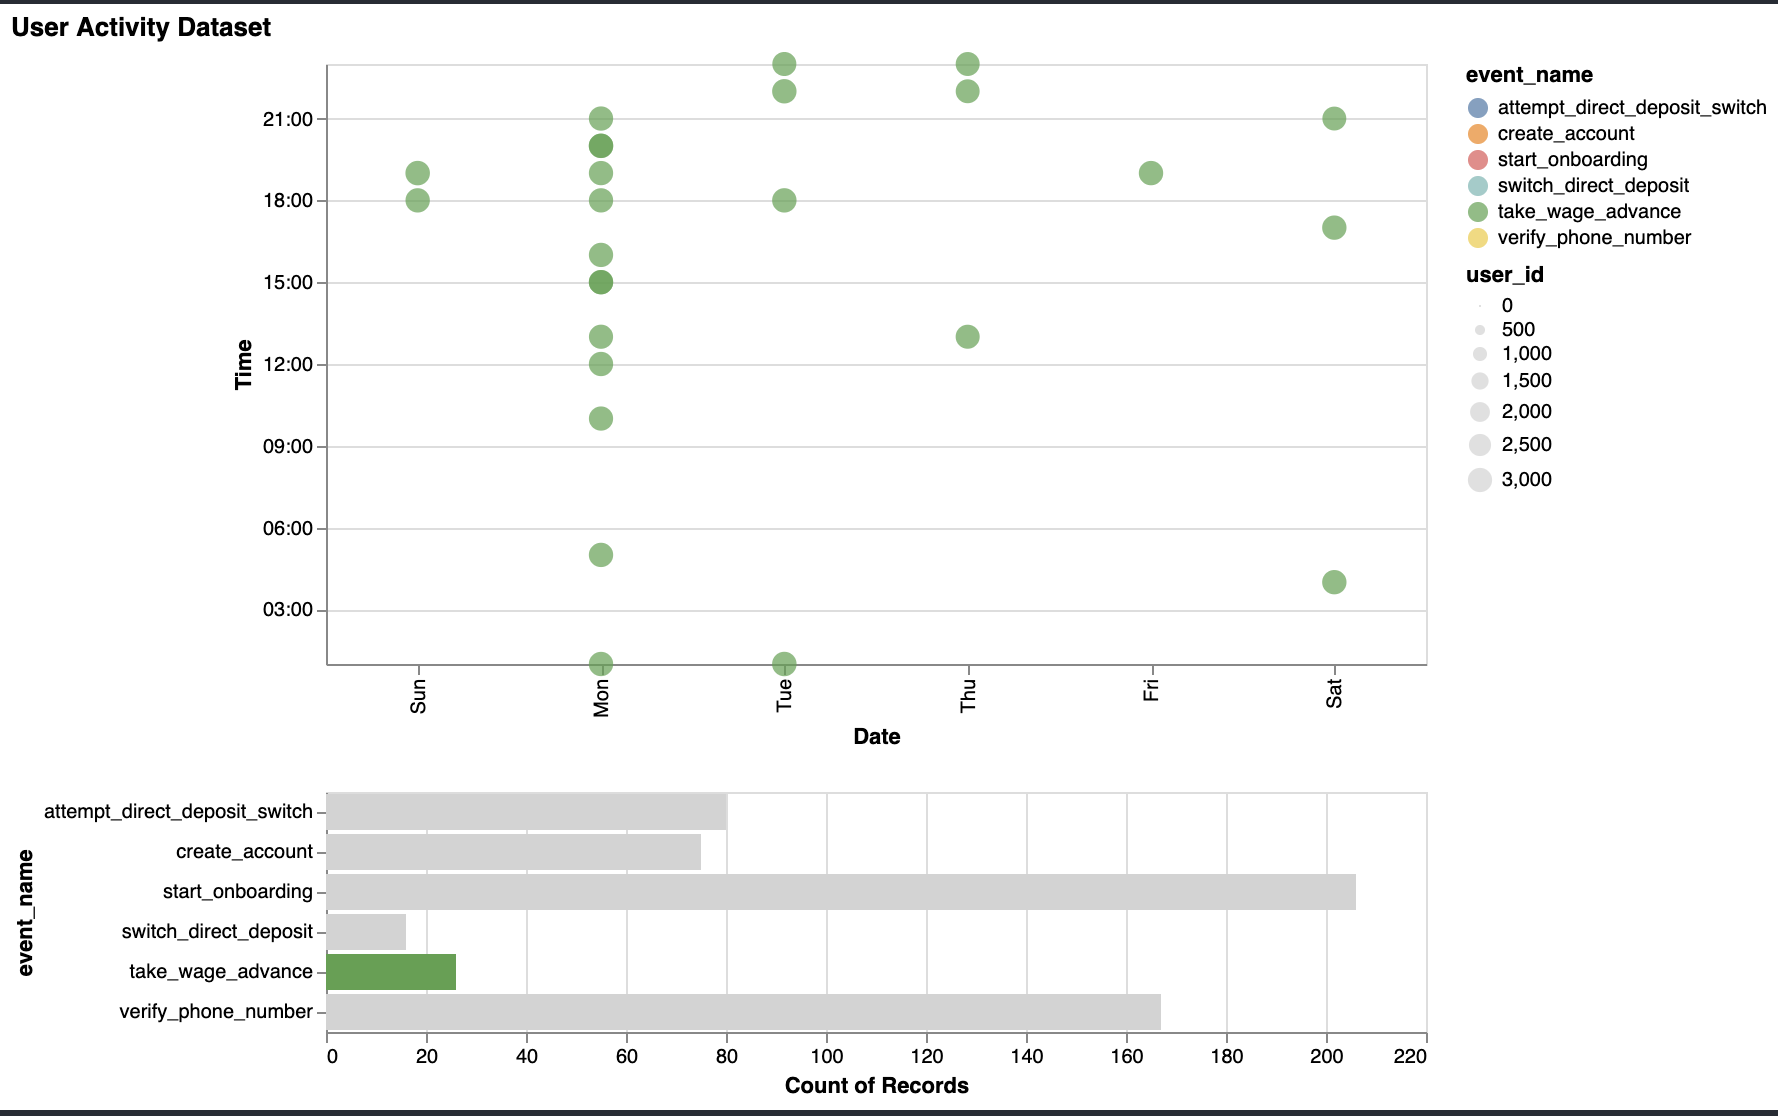 User Activity Dataset
21:00
18:00
15:00
12:00
09:00
06:00
03:00
Time
Sun
Mon
Tue
Thu
Fri
Sat
Date
event_name
attempt_direct_deposit_switch
create_account
start_onboarding
switch_direct_deposit
take_wage_advance
verify_phone_number
user_id
0
500
1,000
1,500
2,000
2,500
3,000
event_name
attempt_direct_deposit_switch
create_account
start_onboarding
switch_direct_deposit
take_wage_advance
verify_phone_number
0 20 40 60 80 100 120 140 160 180 200 220
Count of Records